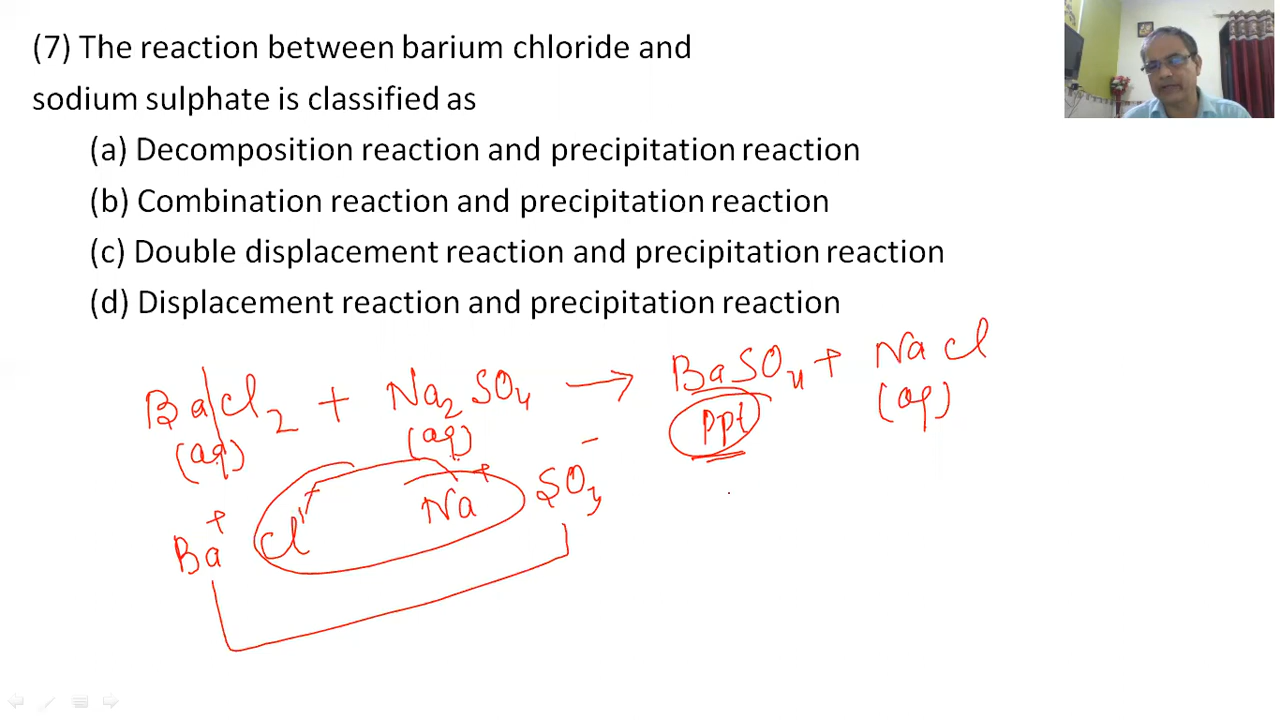 (7) The reaction between barium chloride and
sodium sulphate is classified as
(a) Decomposition reaction and precipitation reaction
(b) Combination reaction and precipitation reaction
(c) Double displacement reaction and precipitation reaction
(d) Displacement reaction and precipitation reaction
BaCl₂ + Na₂SO₄ → BaSO₄ + NaCl
(aq) (aq) ppt (aq)
Ba⁺ Cl Na⁺ SO₄⁻